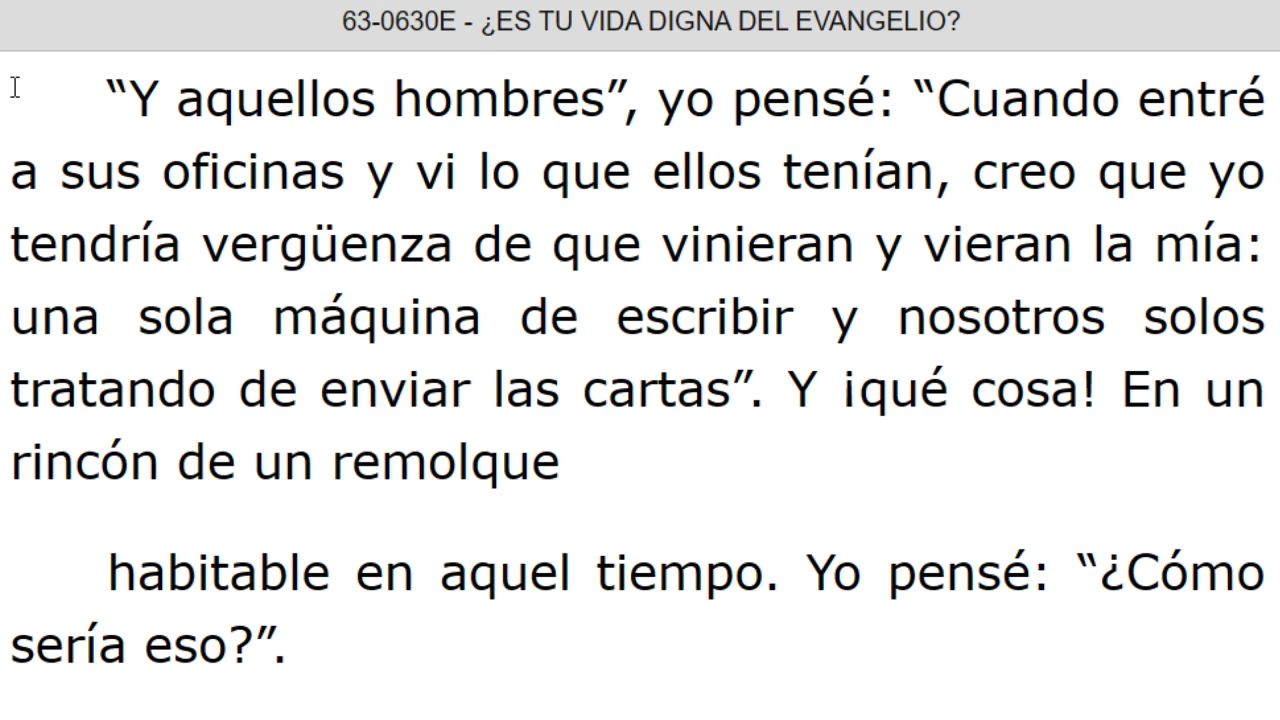 63-0630E - ¿ES TU VIDA DIGNA DEL EVANGELIO?
“Y aquellos hombres”, yo pensé: “Cuando entré
a sus oficinas y vi lo que ellos tenían, creo que yo
tendría vergüenza de que vinieran y vieran la mía:
una sola máquina de escribir y nosotros solos
tratando de enviar las cartas”. Y ¡qué cosa! En un
rincón de un remolque
habitable en aquel tiempo. Yo pensé: “¿Cómo
sería eso?”.